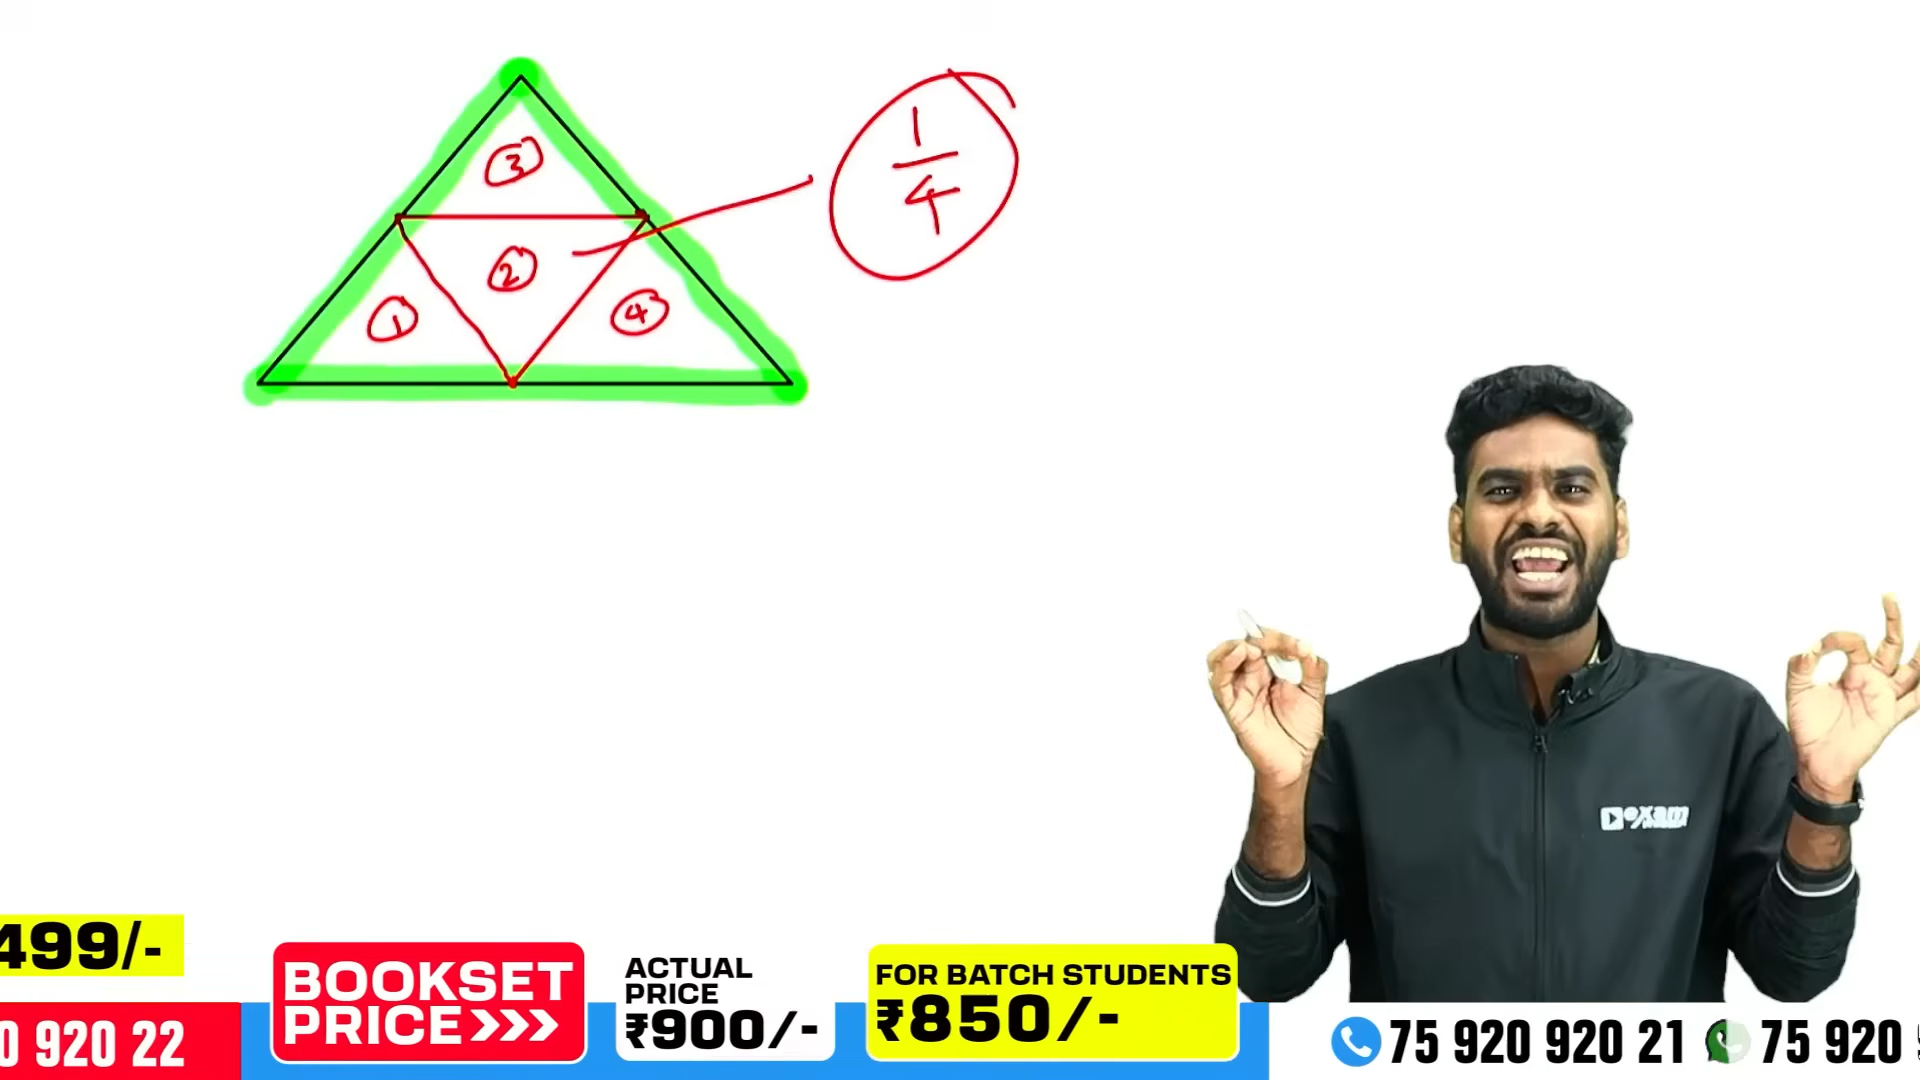 3
2
1
4
1
4
exam
499/-
0 920 22
BOOKSET
PRICE >>>
ACTUAL
PRICE
₹900/-
FOR BATCH STUDENTS
₹850/-
75 920 920 21
75 920